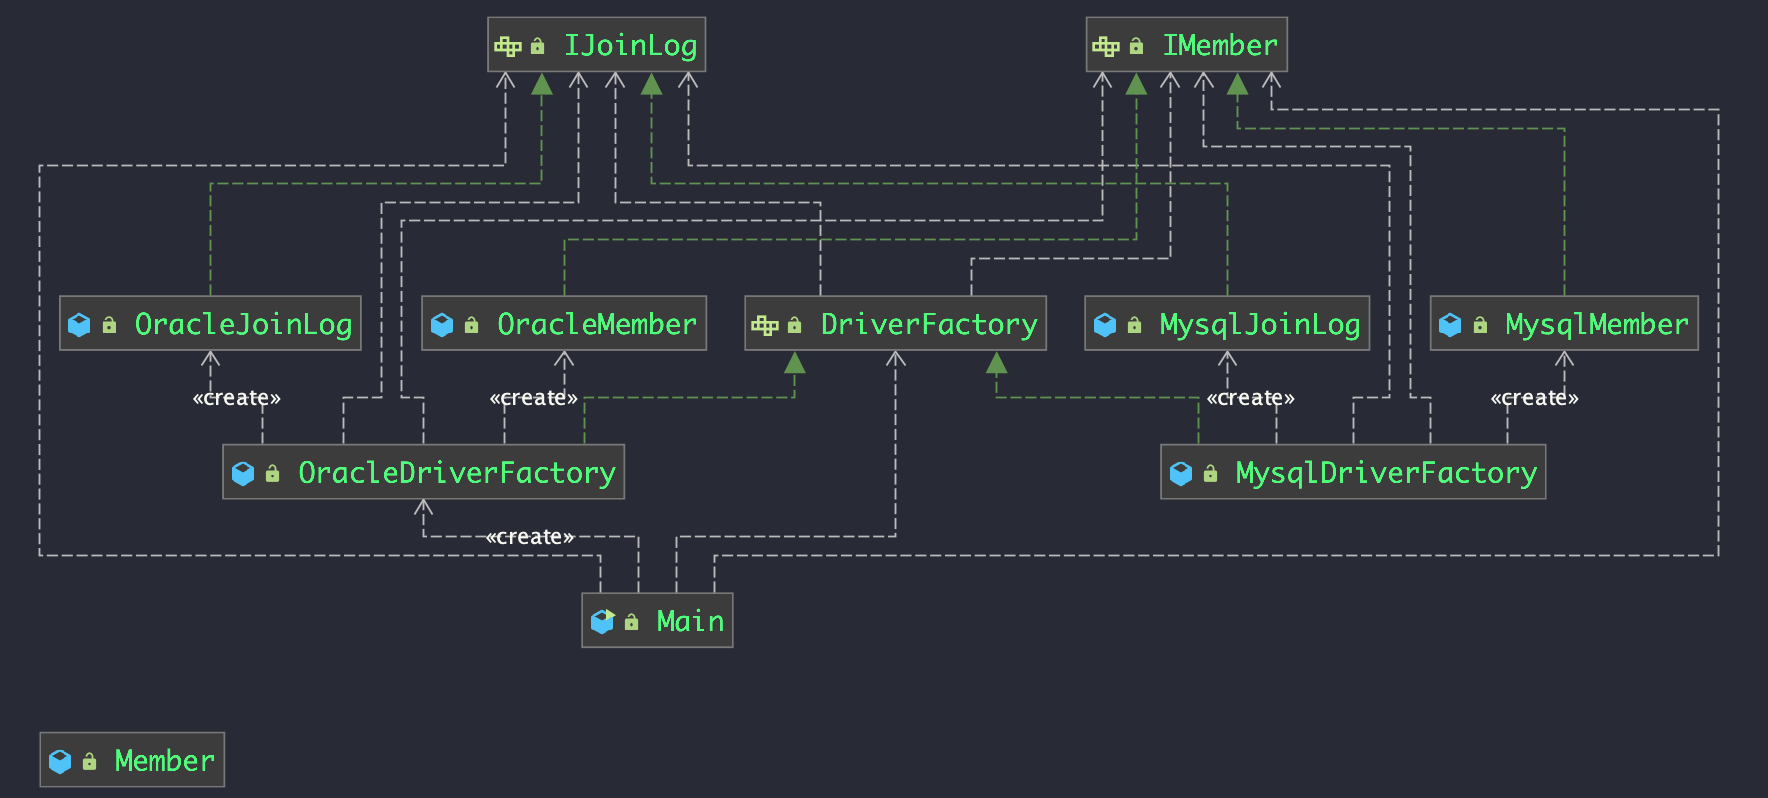 IJoinLog
IMember
OracleJoinLog
OracleMember
DriverFactory
MysqlJoinLog
MysqlMember
«create»
«create»
«create»
«create»
OracleDriverFactory
MysqlDriverFactory
«create»
Main
Member